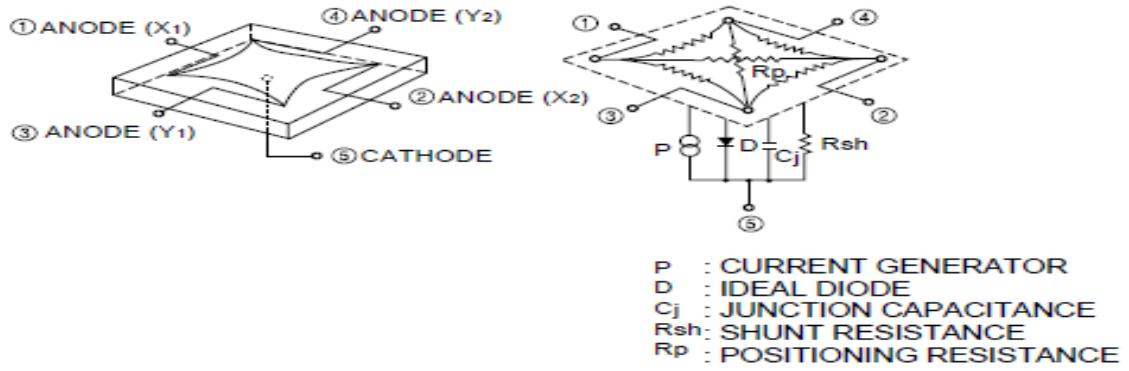 ① ANODE (X1)
④ ANODE (Y2)
② ANODE (X2)
③ ANODE (Y1)
⑤ CATHODE
①
④
Rp
③
②
P
D
Cj
Rsh
⑤
P : CURRENT GENERATOR
D : IDEAL DIODE
Cj : JUNCTION CAPACITANCE
Rsh : SHUNT RESISTANCE
Rp : POSITIONING RESISTANCE